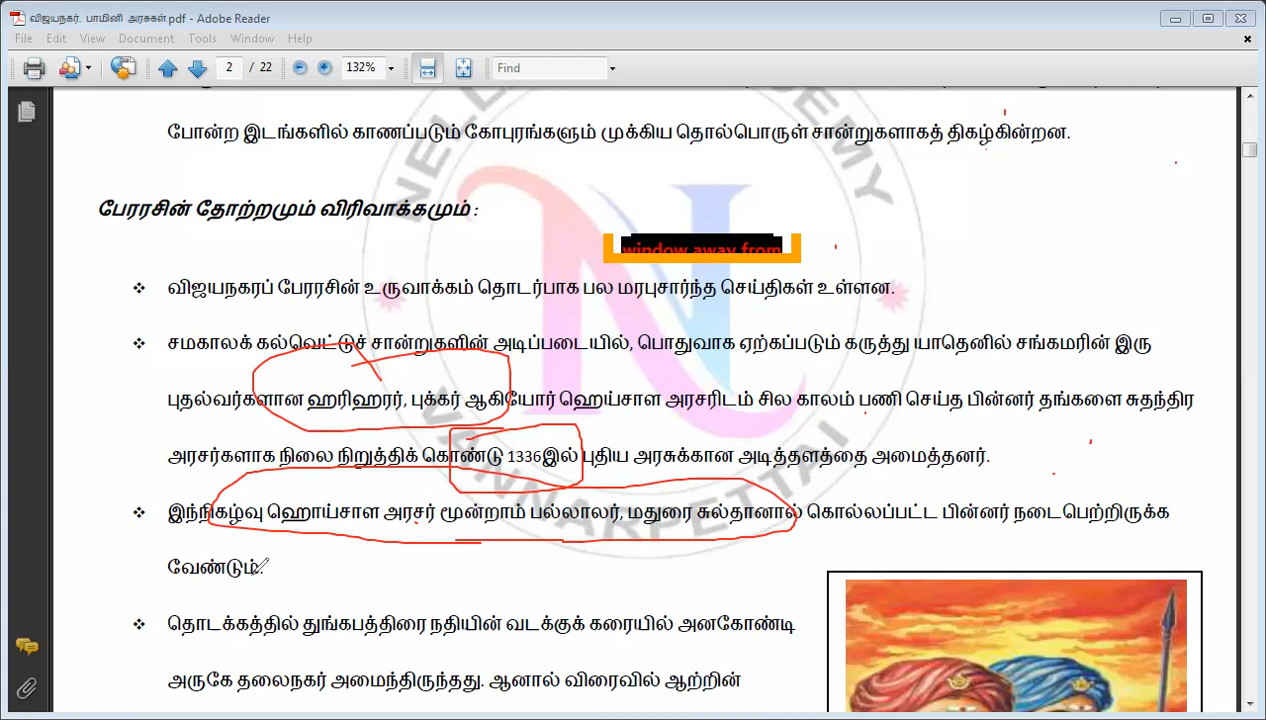 விஜயநகர், பாமினி அரசுகள்.pdf - Adobe Reader
File Edit View Document Tools Window Help
2 / 22 132% Find
போன்ற இடங்களில் காணப்படும் கோபுரங்களும் முக்கிய தொல்பொருள் சான்றுகளாகத் திகழ்கின்றன.
பேரரசின் தோற்றமும் விரிவாக்கமும் :
window away from
❖ விஜயநகரப் பேரரசின் உருவாக்கம் தொடர்பாக பல மரபுசார்ந்த செய்திகள் உள்ளன.
❖ சமகாலக் கல்வெட்டுச் சான்றுகளின் அடிப்படையில், பொதுவாக ஏற்கப்படும் கருத்து யாதெனில் சங்கமரின் இரு
புதல்வர்களான ஹரிஹரர், புக்கர் ஆகியோர் ஹெய்சாள அரசரிடம் சில காலம் பணி செய்த பின்னர் தங்களை சுதந்திர
அரசர்களாக நிலை நிறுத்திக் கொண்டு 1336இல் புதிய அரசுக்கான அடித்தளத்தை அமைத்தனர்.
❖ இந்நிகழ்வு ஹொய்சாள அரசர் மூன்றாம் பல்லாலர், மதுரை சுல்தானால் கொல்லப்பட்ட பின்னர் நடைபெற்றிருக்க
வேண்டும்.
❖ தொடக்கத்தில் துங்கபத்திரை நதியின் வடக்குக் கரையில் அனகோண்டி
அருகே தலைநகர் அமைந்திருந்தது. ஆனால் விரைவில் ஆற்றின்
ACADEMY
VANNARPETTAI